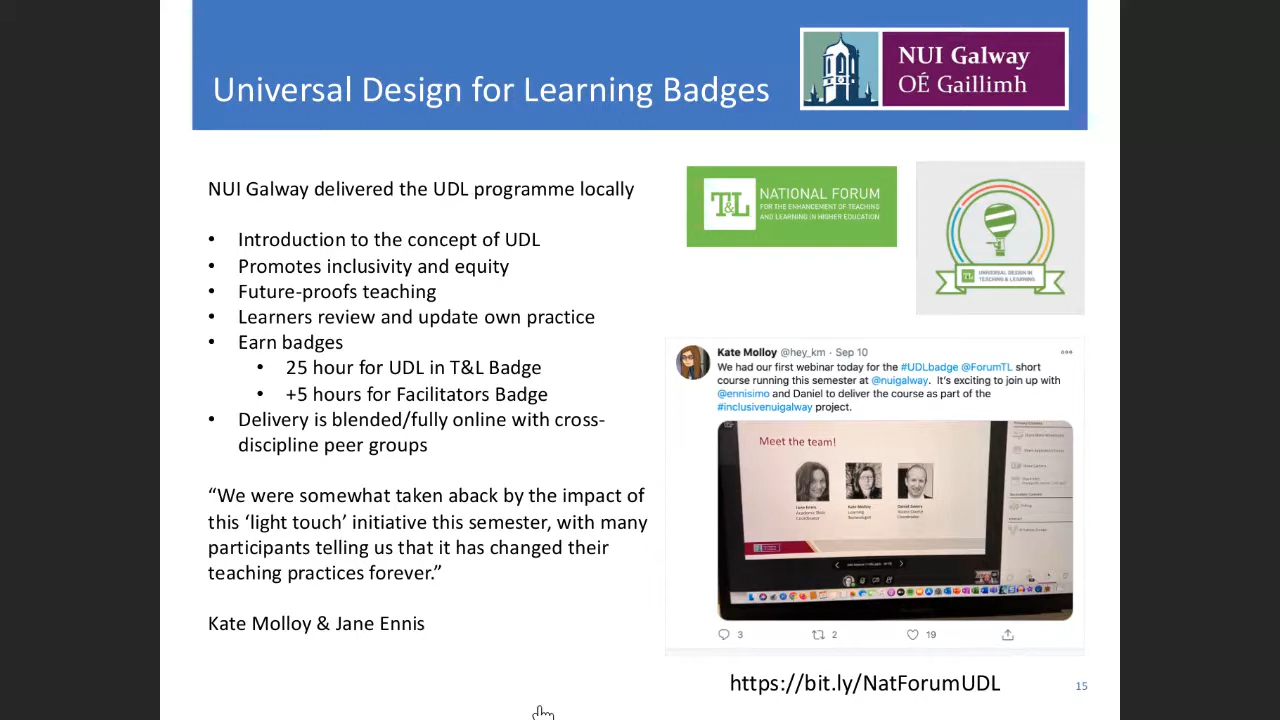 Universal Design for Learning Badges
NUI Galway
OÉ Gaillimh
NUI Galway delivered the UDL programme locally
• Introduction to the concept of UDL
• Promotes inclusivity and equity
• Future-proofs teaching
• Learners review and update own practice
• Earn badges
• 25 hour for UDL in T&L Badge
• +5 hours for Facilitators Badge
• Delivery is blended/fully online with cross-
discipline peer groups
“We were somewhat taken aback by the impact of
this ‘light touch’ initiative this semester, with many
participants telling us that it has changed their
teaching practices forever.”
Kate Molloy & Jane Ennis
T&L
NATIONAL FORUM
FOR THE ENHANCEMENT OF TEACHING
AND LEARNING IN HIGHER EDUCATION
T&L
UNIVERSAL DESIGN IN
TEACHING & LEARNING
Kate Molloy @hey_km · Sep 10
We had our first webinar today for the #UDLbadge @ForumTL short
course running this semester at @nuigalway. It's exciting to join up with
@ennisimo and Daniel to deliver the course as part of the
#inclusivenuigalway project.
Meet the team!
Kate Molloy
Learning
Technologist
3 2 19
https://bit.ly/NatForumUDL
15